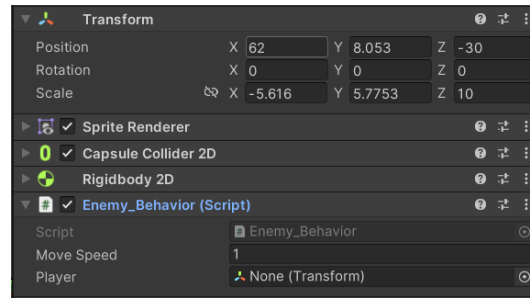 Transform
Position X 62 Y 8.053 Z -30
Rotation X 0 Y 0 Z 0
Scale X -5.616 Y 5.7753 Z 10
Sprite Renderer
Capsule Collider 2D
Rigidbody 2D
# Enemy_Behavior (Script)
Script # Enemy_Behavior
Move Speed 1
Player None (Transform)